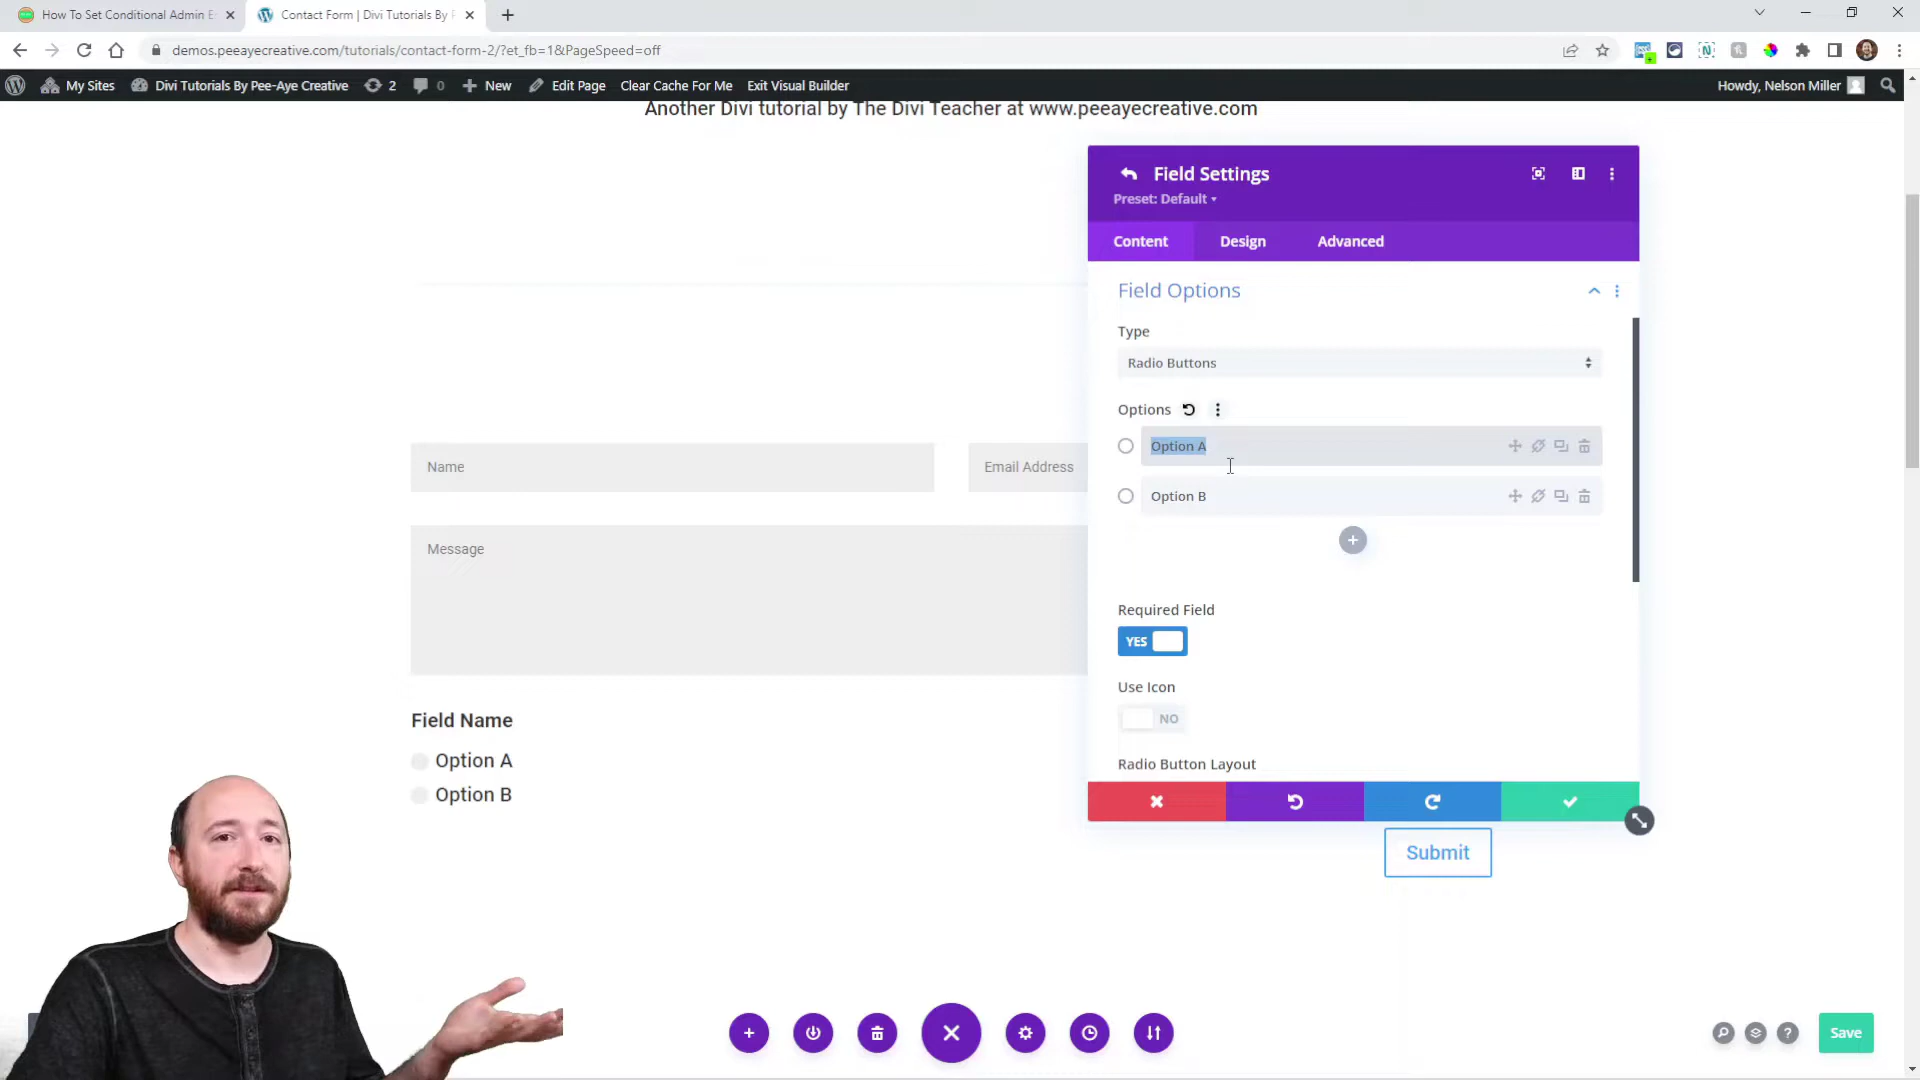 How To Set Conditional Admin E
Contact Form | Divi Tutorials By P
demos.peeayecreative.com/tutorials/contact-form-2/?et_fb=1&PageSpeed=off
My Sites
Divi Tutorials By Pee-Aye Creative
2
0
New
Edit Page
Clear Cache For Me
Exit Visual Builder
Howdy, Nelson Miller
Another Divi tutorial by The Divi Teacher at www.peeayecreative.com
Field Settings
Preset: Default
Content
Design
Advanced
Field Options
Type
Radio Buttons
Options
Option A
Option B
Required Field
YES
Use Icon
NO
Radio Button Layout
Name
Email Address
Message
Field Name
Option A
Option B
Submit
Save